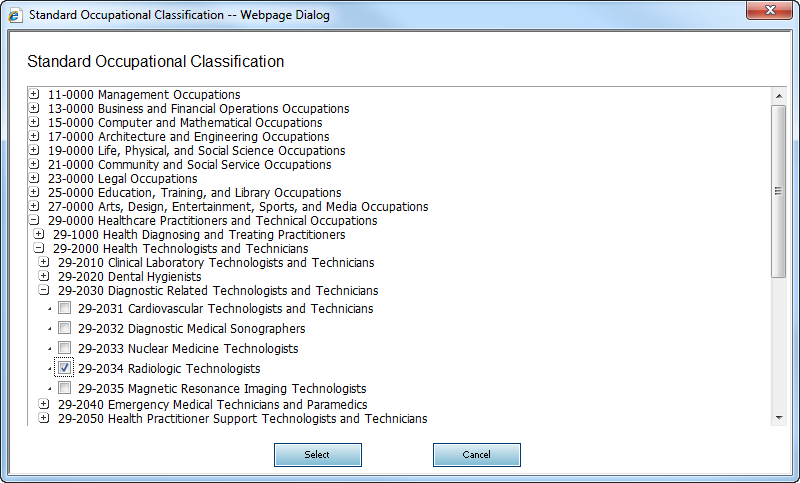 Standard Occupational Classification -- Webpage Dialog
Standard Occupational Classification
11-0000 Management Occupations
13-0000 Business and Financial Operations Occupations
15-0000 Computer and Mathematical Occupations
17-0000 Architecture and Engineering Occupations
19-0000 Life, Physical, and Social Science Occupations
21-0000 Community and Social Service Occupations
23-0000 Legal Occupations
25-0000 Education, Training, and Library Occupations
27-0000 Arts, Design, Entertainment, Sports, and Media Occupations
29-0000 Healthcare Practitioners and Technical Occupations
29-1000 Health Diagnosing and Treating Practitioners
29-2000 Health Technologists and Technicians
29-2010 Clinical Laboratory Technologists and Technicians
29-2020 Dental Hygienists
29-2030 Diagnostic Related Technologists and Technicians
29-2031 Cardiovascular Technologists and Technicians
29-2032 Diagnostic Medical Sonographers
29-2033 Nuclear Medicine Technologists
29-2034 Radiologic Technologists
29-2035 Magnetic Resonance Imaging Technologists
29-2040 Emergency Medical Technicians and Paramedics
29-2050 Health Practitioner Support Technologists and Technicians
Select Cancel